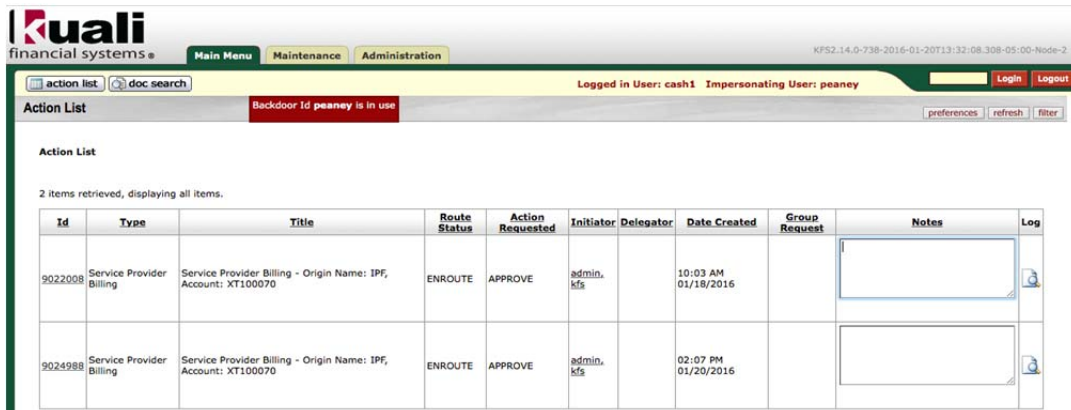 kuali
financial systems®
Main Menu Maintenance Administration
KFS2.14.0-738-2016-01-20T13:32:08.308-05:00-Node-2
action list doc search
Logged in User: cash1 Impersonating User: peaney
Login Logout
Action List
Backdoor Id peaney is in use
preferences refresh filter
Action List
2 items retrieved, displaying all items.
Id Type Title Route Status Action Requested Initiator Delegator Date Created Group Request Notes Log
9022008 Service Provider Billing Service Provider Billing - Origin Name: IPF, Account: XT100070 ENROUTE APPROVE admin, kfs 10:03 AM 01/18/2016
9024988 Service Provider Billing Service Provider Billing - Origin Name: IPF, Account: XT100070 ENROUTE APPROVE admin, kfs 02:07 PM 01/20/2016